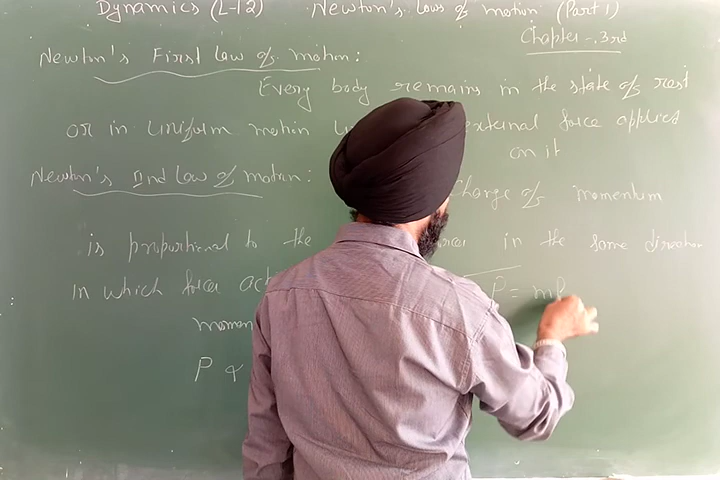 Dynamics (L-12) Newton's laws of motion (Part 1)
Chapter-3rd
Newton's First law of motion:
Every body remains in the state of rest
or in uniform motion external force applied
on it
Newton's IInd law of motion: Change of momentum
is proportional to the in the same direction
in which force
P = m
P ∝